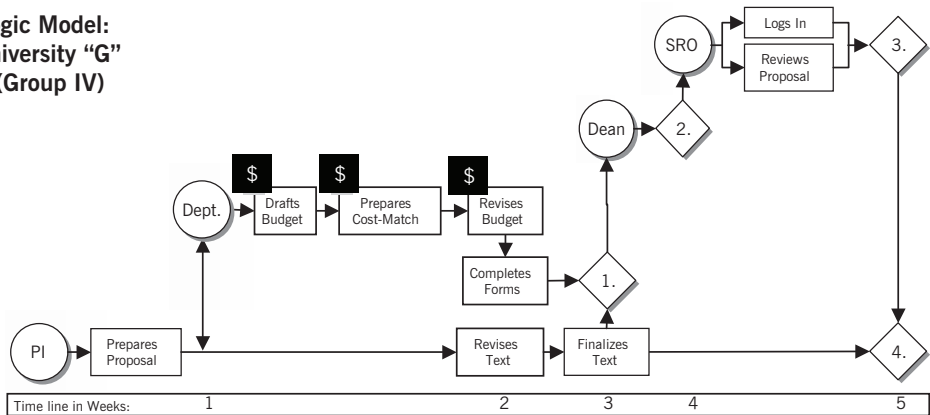 gic Model:
niversity “G”
(Group IV)
SRO
Logs In
Reviews
Proposal
3.
Dean
2.
$
$
$
Dept.
Drafts
Budget
Prepares
Cost-Match
Revises
Budget
Completes
Forms
1.
PI
Prepares
Proposal
Revises
Text
Finalizes
Text
4.
Time line in Weeks: 1 2 3 4 5